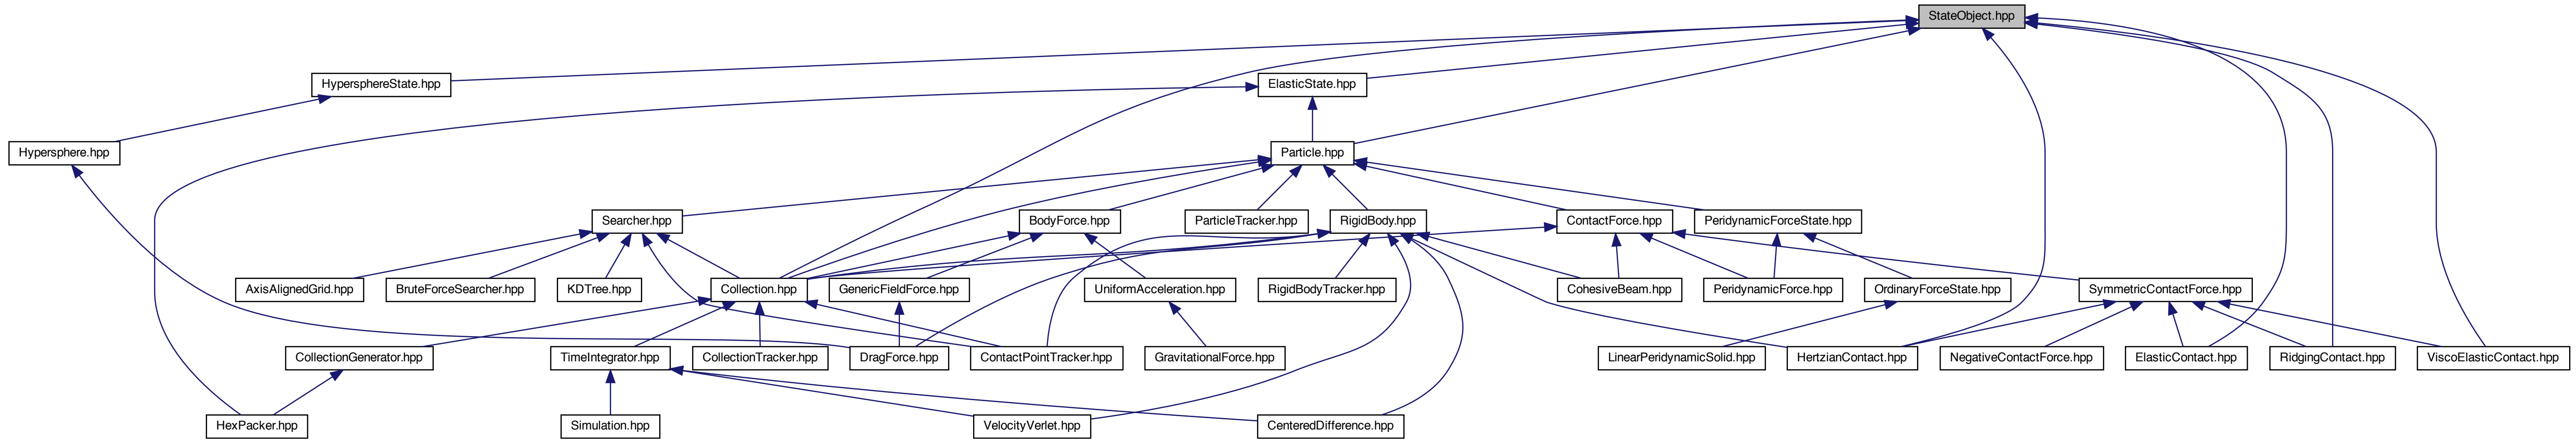 StateObject.hpp
HypersphereState.hpp
ElasticState.hpp
Hypersphere.hpp
Particle.hpp
Searcher.hpp
BodyForce.hpp
ParticleTracker.hpp
RigidBody.hpp
ContactForce.hpp
PeridynamicForceState.hpp
AxisAlignedGrid.hpp
BruteForceSearcher.hpp
KDTree.hpp
Collection.hpp
GenericFieldForce.hpp
UniformAcceleration.hpp
RigidBodyTracker.hpp
CohesiveBeam.hpp
PeridynamicForce.hpp
OrdinaryForceState.hpp
SymmetricContactForce.hpp
CollectionGenerator.hpp
TimeIntegrator.hpp
CollectionTracker.hpp
DragForce.hpp
ContactPointTracker.hpp
GravitationalForce.hpp
LinearPeridynamicSolid.hpp
HertzianContact.hpp
NegativeContactForce.hpp
ElasticContact.hpp
RidgingContact.hpp
ViscoElasticContact.hpp
HexPacker.hpp
Simulation.hpp
VelocityVerlet.hpp
CenteredDifference.hpp